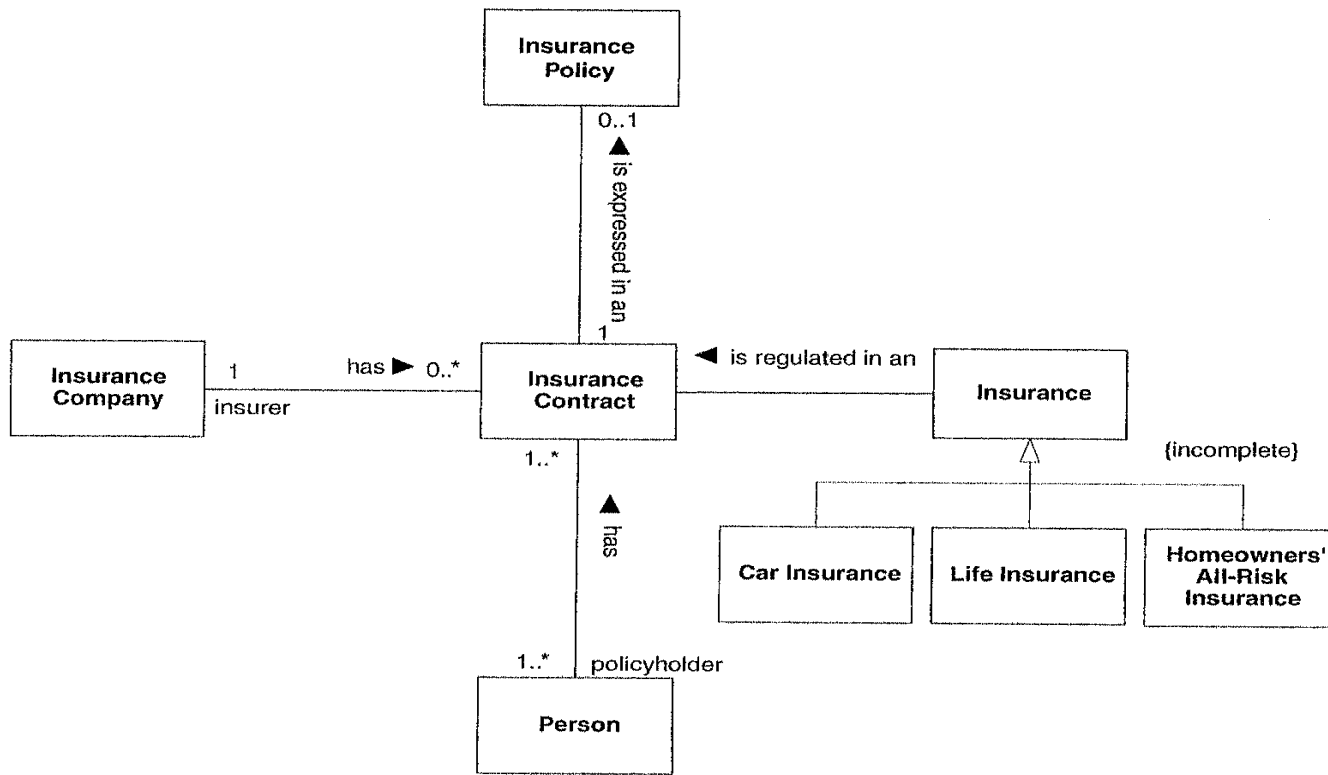 Insurance
Policy
0..1
is expressed in an
1
Insurance
Company
1
insurer
has ► 0..*
Insurance
Contract
◄ is regulated in an
Insurance
{incomplete}
1..*
has
Car Insurance
Life Insurance
Homeowners'
All-Risk
Insurance
1..*
policyholder
Person